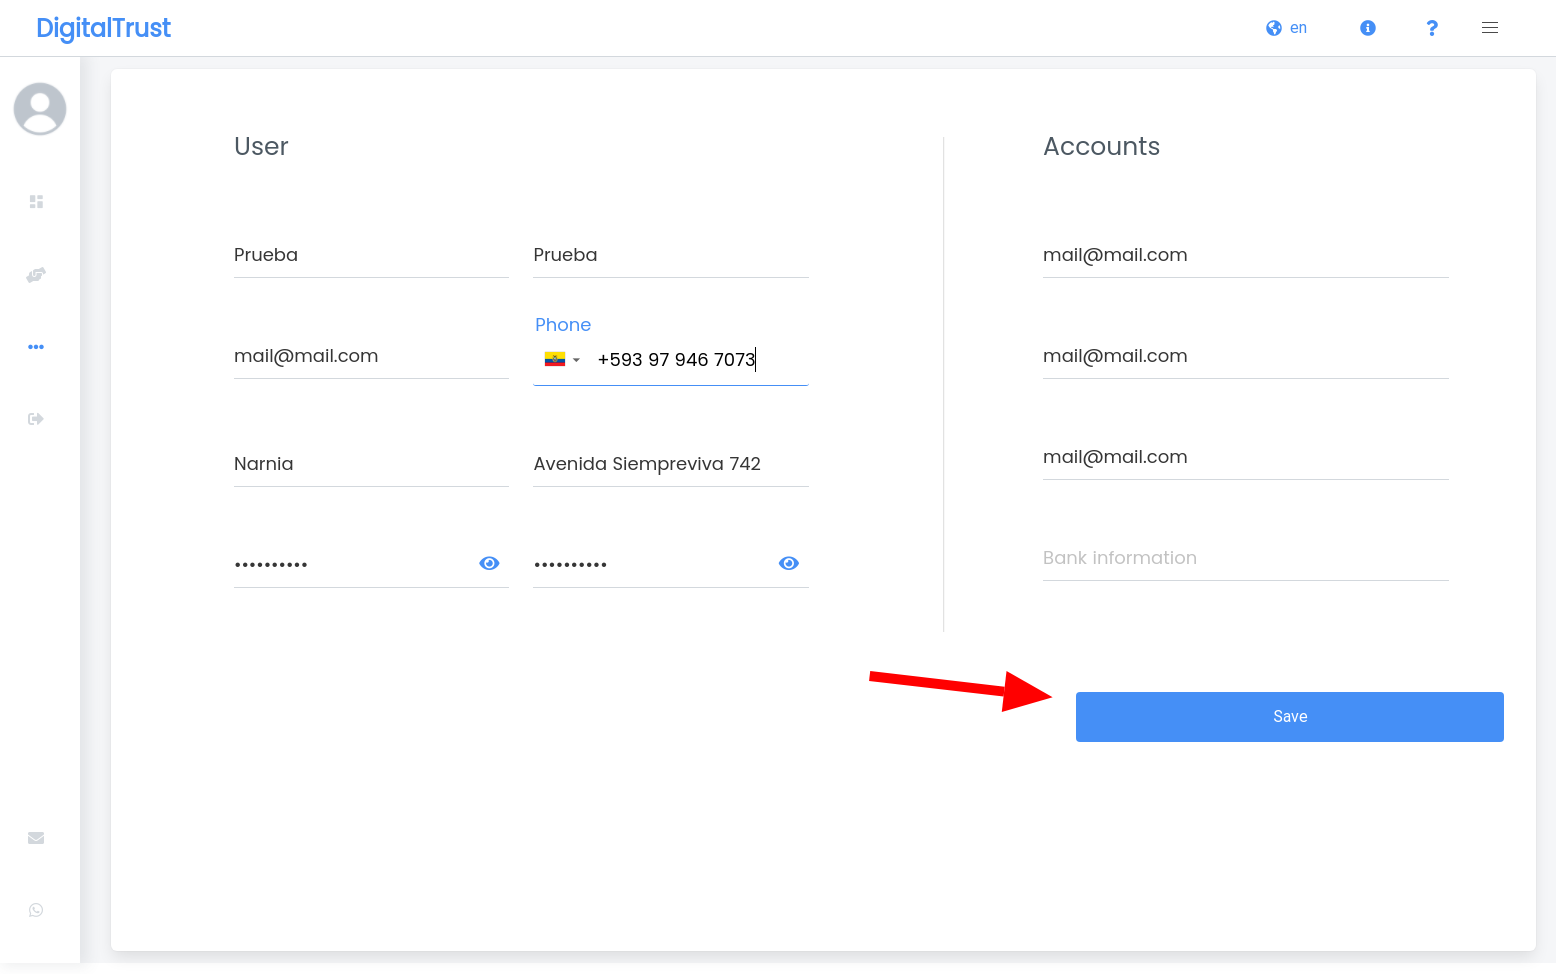 DigitalTrust
en
User
Accounts
Prueba
Prueba
mail@mail.com
Phone
mail@mail.com
+593 97 946 7073
mail@mail.com
Narnia
Avenida Siempreviva 742
mail@mail.com
••••••••••
••••••••••
Bank information
Save